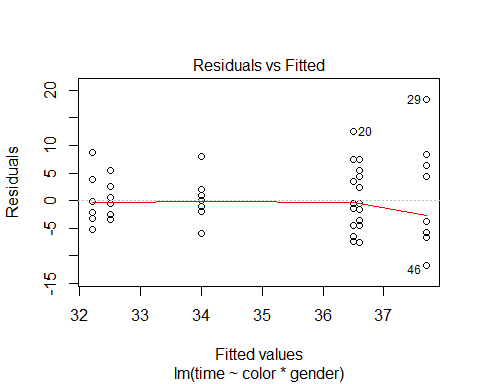 Residuals vs Fitted
Residuals
20
10
5
0
-5
-15
29
20
46
32 33 34 35 36 37
Fitted values
lm(time ~ color * gender)